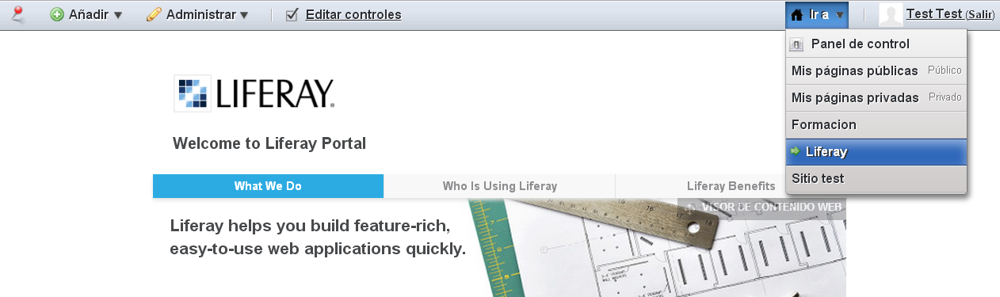 Añadir Administrar Editar controles Ir a Test Test (Salir)
Panel de control
Mis páginas públicas Público
Mis páginas privadas Privado
Formacion
Liferay
Sitio test
LIFERAY®
Welcome to Liferay Portal
What We Do Who Is Using Liferay Liferay Benefits
VISOR DE CONTENIDO WEB
Liferay helps you build feature-rich,
easy-to-use web applications quickly.